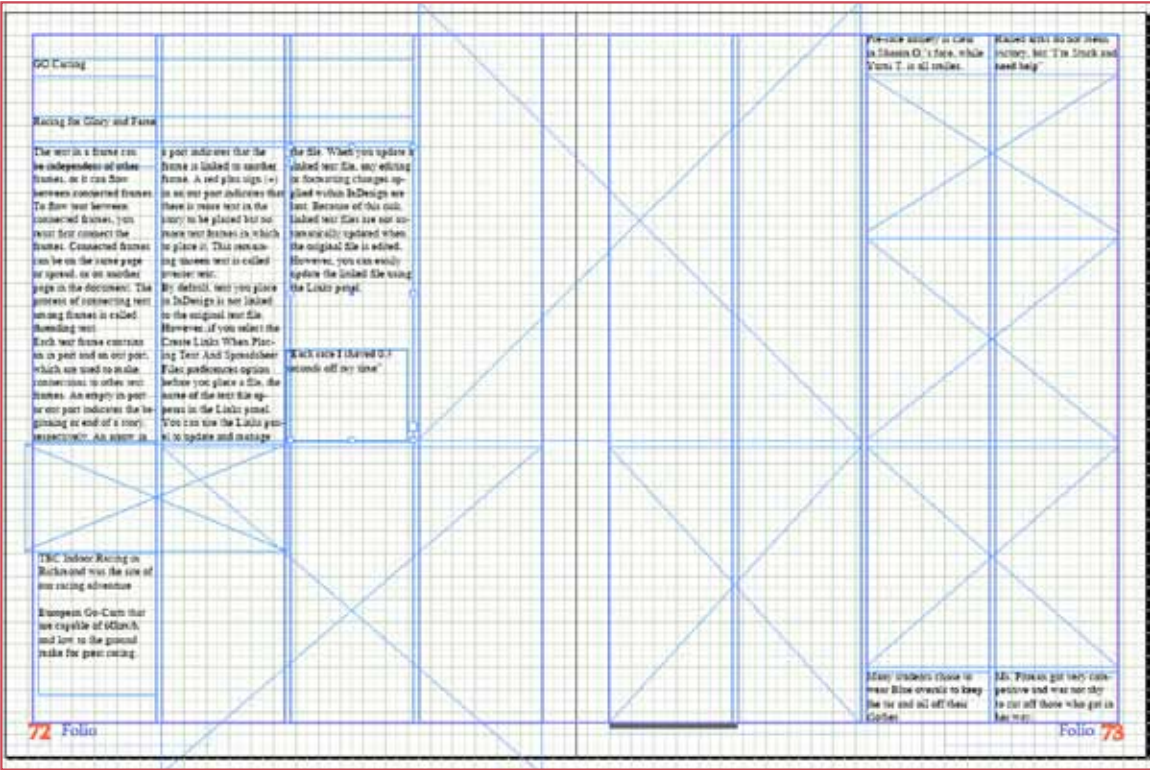 GO Carting
Racing for Glory and Fame
The text in a frame can
be independent of other
frames, or it can flow
between connected frames.
To flow text between
connected frames, you
must first connect the
frames. Connected frames
can be on the same page
or spread, or on another
page in the document. The
process of connecting text
among frames is called
threading text.
Each text frame contains
an in port and an out port,
which are used to make
connections to other text
frames. An empty in port
or out port indicates the be-
ginning or end of a story,
respectively. An arrow in
a port indicates that the
frame is linked to another
frame. A red plus sign (+)
in an out port indicates that
there is more text in the
story to be placed but no
more text frames in which
to place it. This remain-
ing unseen text is called
overset text.
By default, text you place
in InDesign is not linked
to the original text file.
However, if you select the
Create Links When Plac-
ing Text And Spreadsheet
Files preferences option
before you place a file, the
name of the text file ap-
pears in the Links panel.
You can use the Links pan-
el to update and manage
the file. When you update a
linked text file, any editing
or formatting changes ap-
plied within InDesign are
lost. Because of this risk,
linked text files are not au-
tomatically updated when
the original file is edited.
However, you can easily
update the linked file using
the Links panel.
"Each race I shaved 0.3
seconds off my time"
TBC Indoor Racing in
Richmond was the site of
our racing adventure
European Go-Carts that
are capable of 60km/h,
and low to the ground
make for great racing.
72 Folio
Pre-race anxiety is clear
in Shaun O.'s face, while
Yumi T. is all smiles.
Raised arms do not mean
victory, but "I'm Stuck and
need help"
Many students chose to
wear Blue overalls to keep
the tar and oil off their
clothes.
Ms. Pitman got very com-
petitive and was not shy
to cut off those who got in
her way.
Folio 73